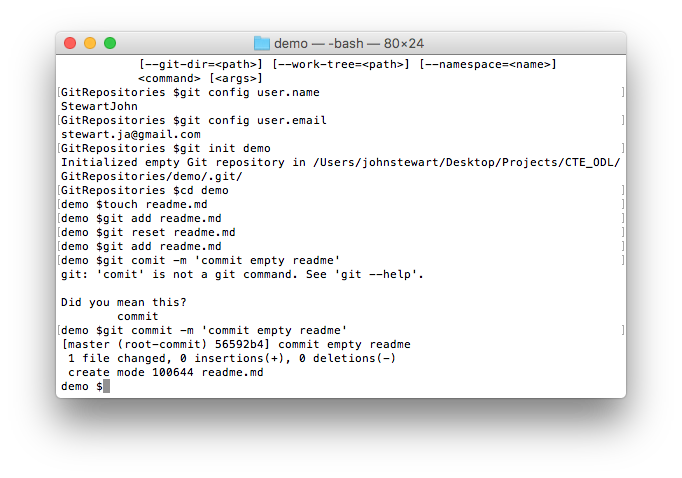 demo — -bash — 80×24
[--git-dir=<path>] [--work-tree=<path>] [--namespace=<name>]
<command> [<args>]
[GitRepositories $git config user.name ]
StewartJohn
[GitRepositories $git config user.email ]
stewart.ja@gmail.com
[GitRepositories $git init demo ]
Initialized empty Git repository in /Users/johnstewart/Desktop/Projects/CTE_ODL/
GitRepositories/demo/.git/
[GitRepositories $cd demo ]
[demo $touch readme.md ]
[demo $git add readme.md ]
[demo $git reset readme.md ]
[demo $git add readme.md ]
[demo $git comit -m 'commit empty readme' ]
git: 'comit' is not a git command. See 'git --help'.
Did you mean this?
commit
[demo $git commit -m 'commit empty readme' ]
[master (root-commit) 56592b4] commit empty readme
1 file changed, 0 insertions(+), 0 deletions(-)
create mode 100644 readme.md
demo $